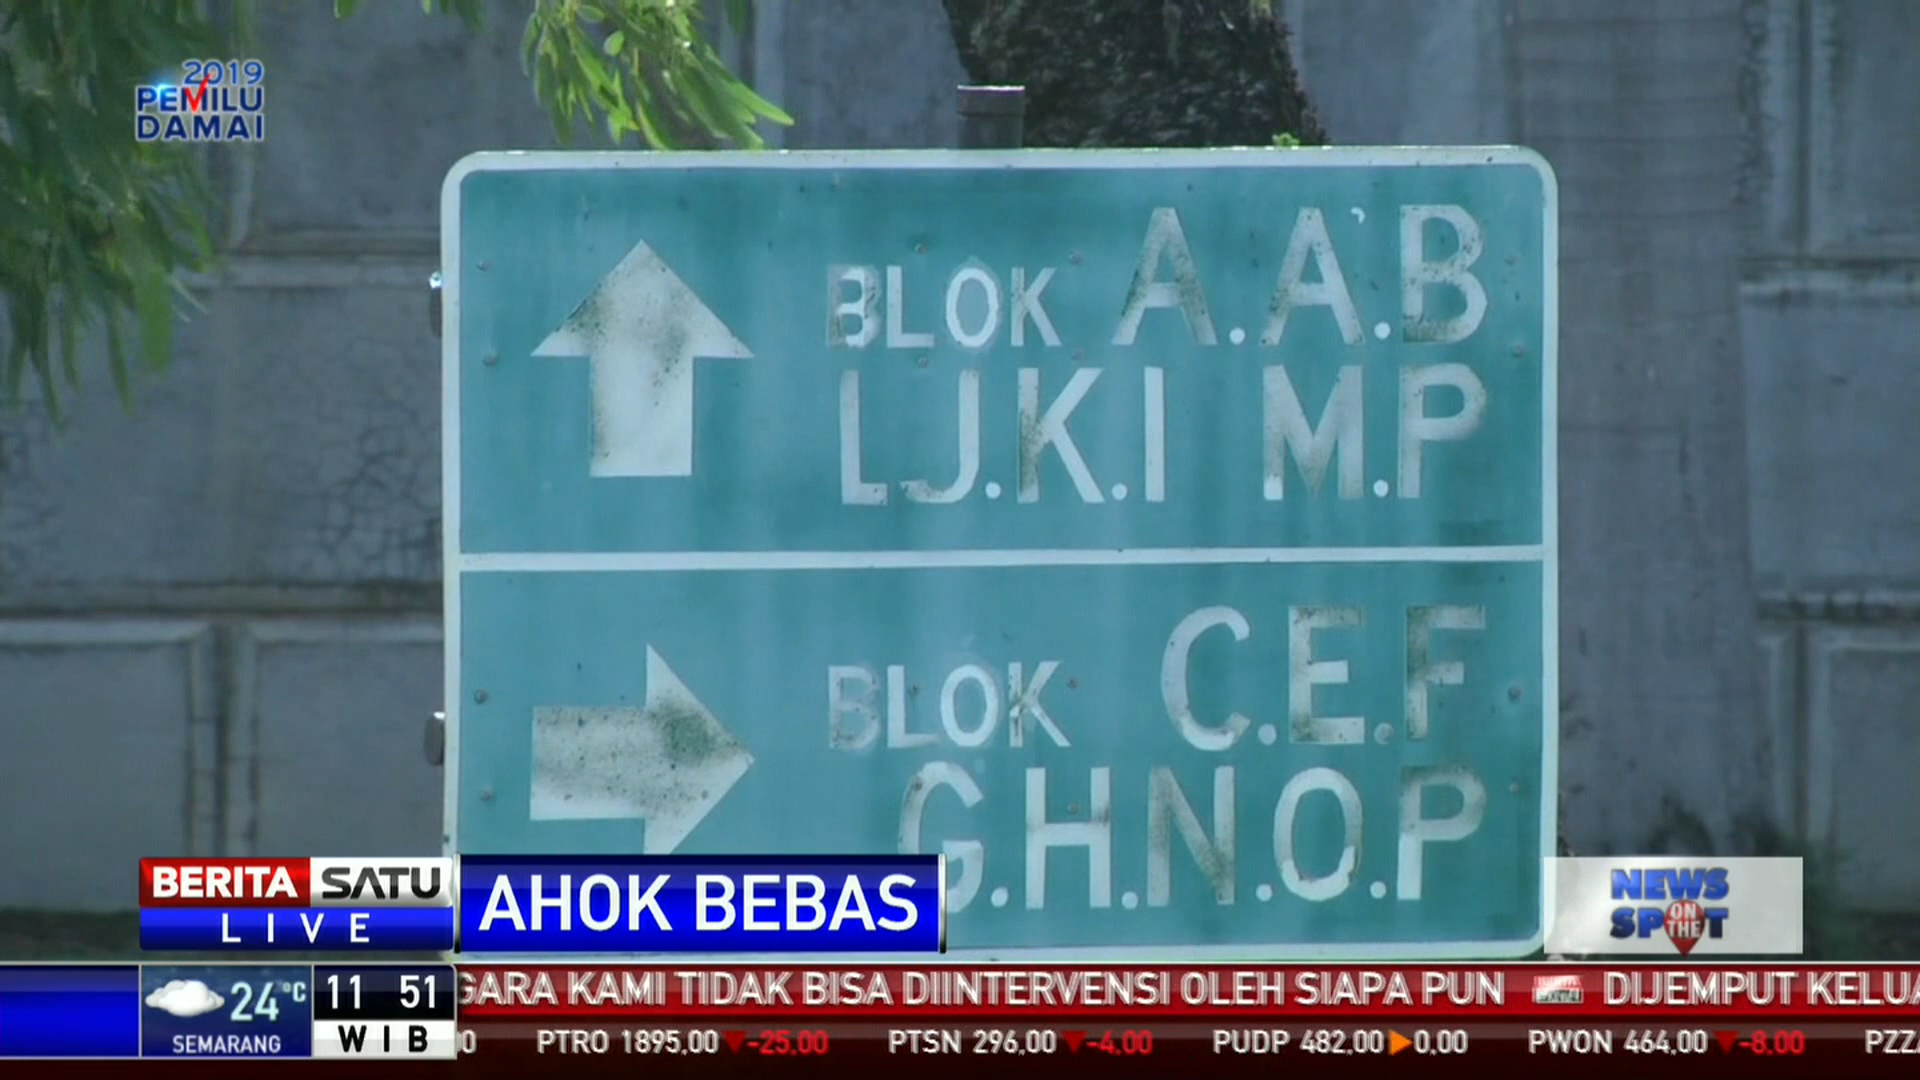 2019
PEMILU
DAMAI
BLOK A.A.B
L J.K.I M.P
BLOK C.E.F
G.H.N.O.P
BERITA SATU
LIVE
AHOK BEBAS
NEWS
ON THE
SPOT
24°C
SEMARANG
11 51
WIB
GARA KAMI TIDAK BISA DIINTERVENSI OLEH SIAPA PUN DIJEMPUT KELUA
PTRO 1895,00 -25.00 PTSN 296,00 -4.00 PUDP 482,00 0,00 PWON 464,00 -8.00 PZZ